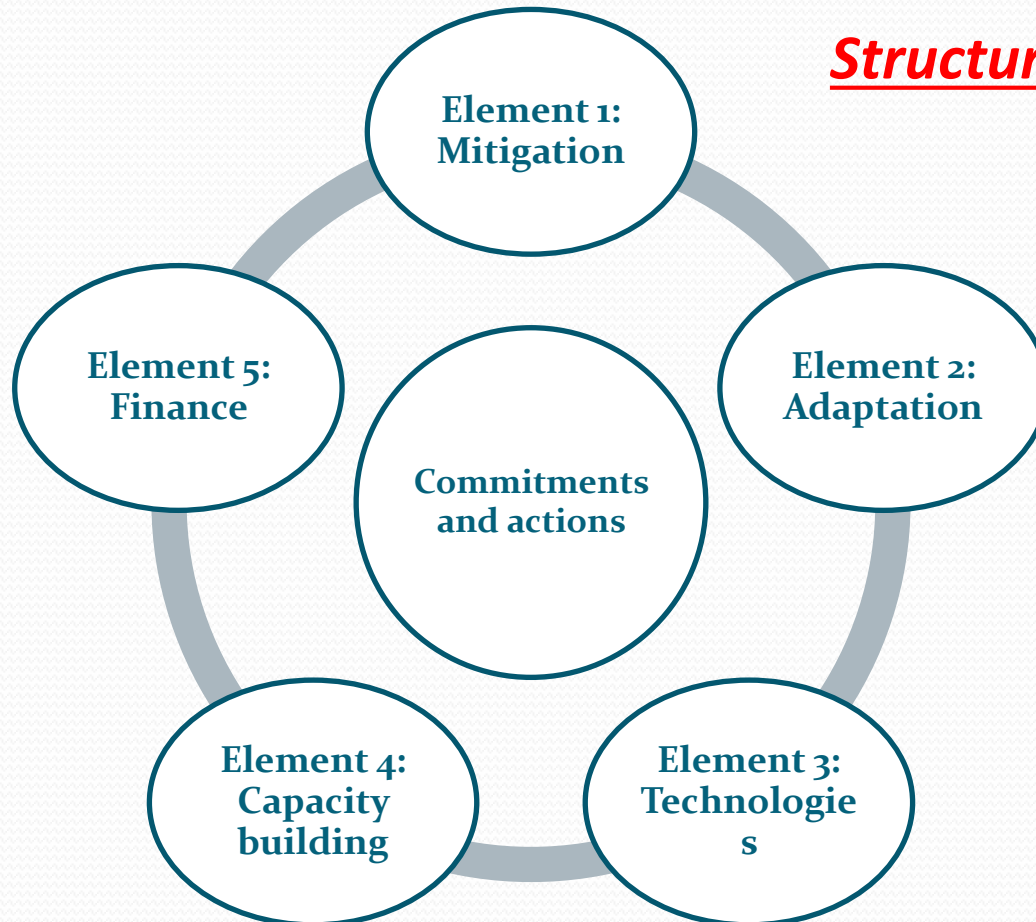 Structur
Element 1:
Mitigation
Element 2:
Adaptation
Element 3:
Technologie
s
Element 4:
Capacity
building
Element 5:
Finance
Commitments
and actions